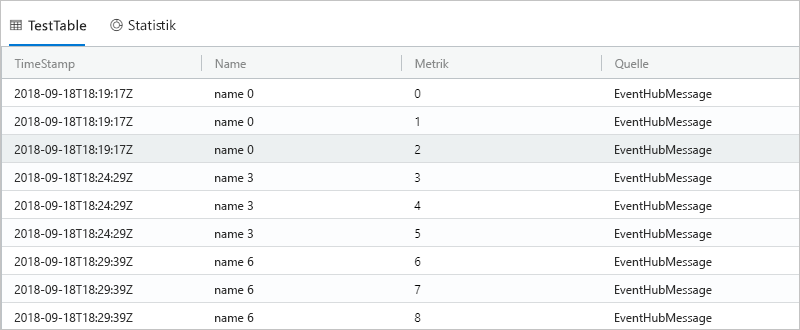 TestTable Statistik
TimeStamp Name Metrik Quelle
2018-09-18T18:19:17Z name 0 0 EventHubMessage
2018-09-18T18:19:17Z name 0 1 EventHubMessage
2018-09-18T18:19:17Z name 0 2 EventHubMessage
2018-09-18T18:24:29Z name 3 3 EventHubMessage
2018-09-18T18:24:29Z name 3 4 EventHubMessage
2018-09-18T18:24:29Z name 3 5 EventHubMessage
2018-09-18T18:29:39Z name 6 6 EventHubMessage
2018-09-18T18:29:39Z name 6 7 EventHubMessage
2018-09-18T18:29:39Z name 6 8 EventHubMessage